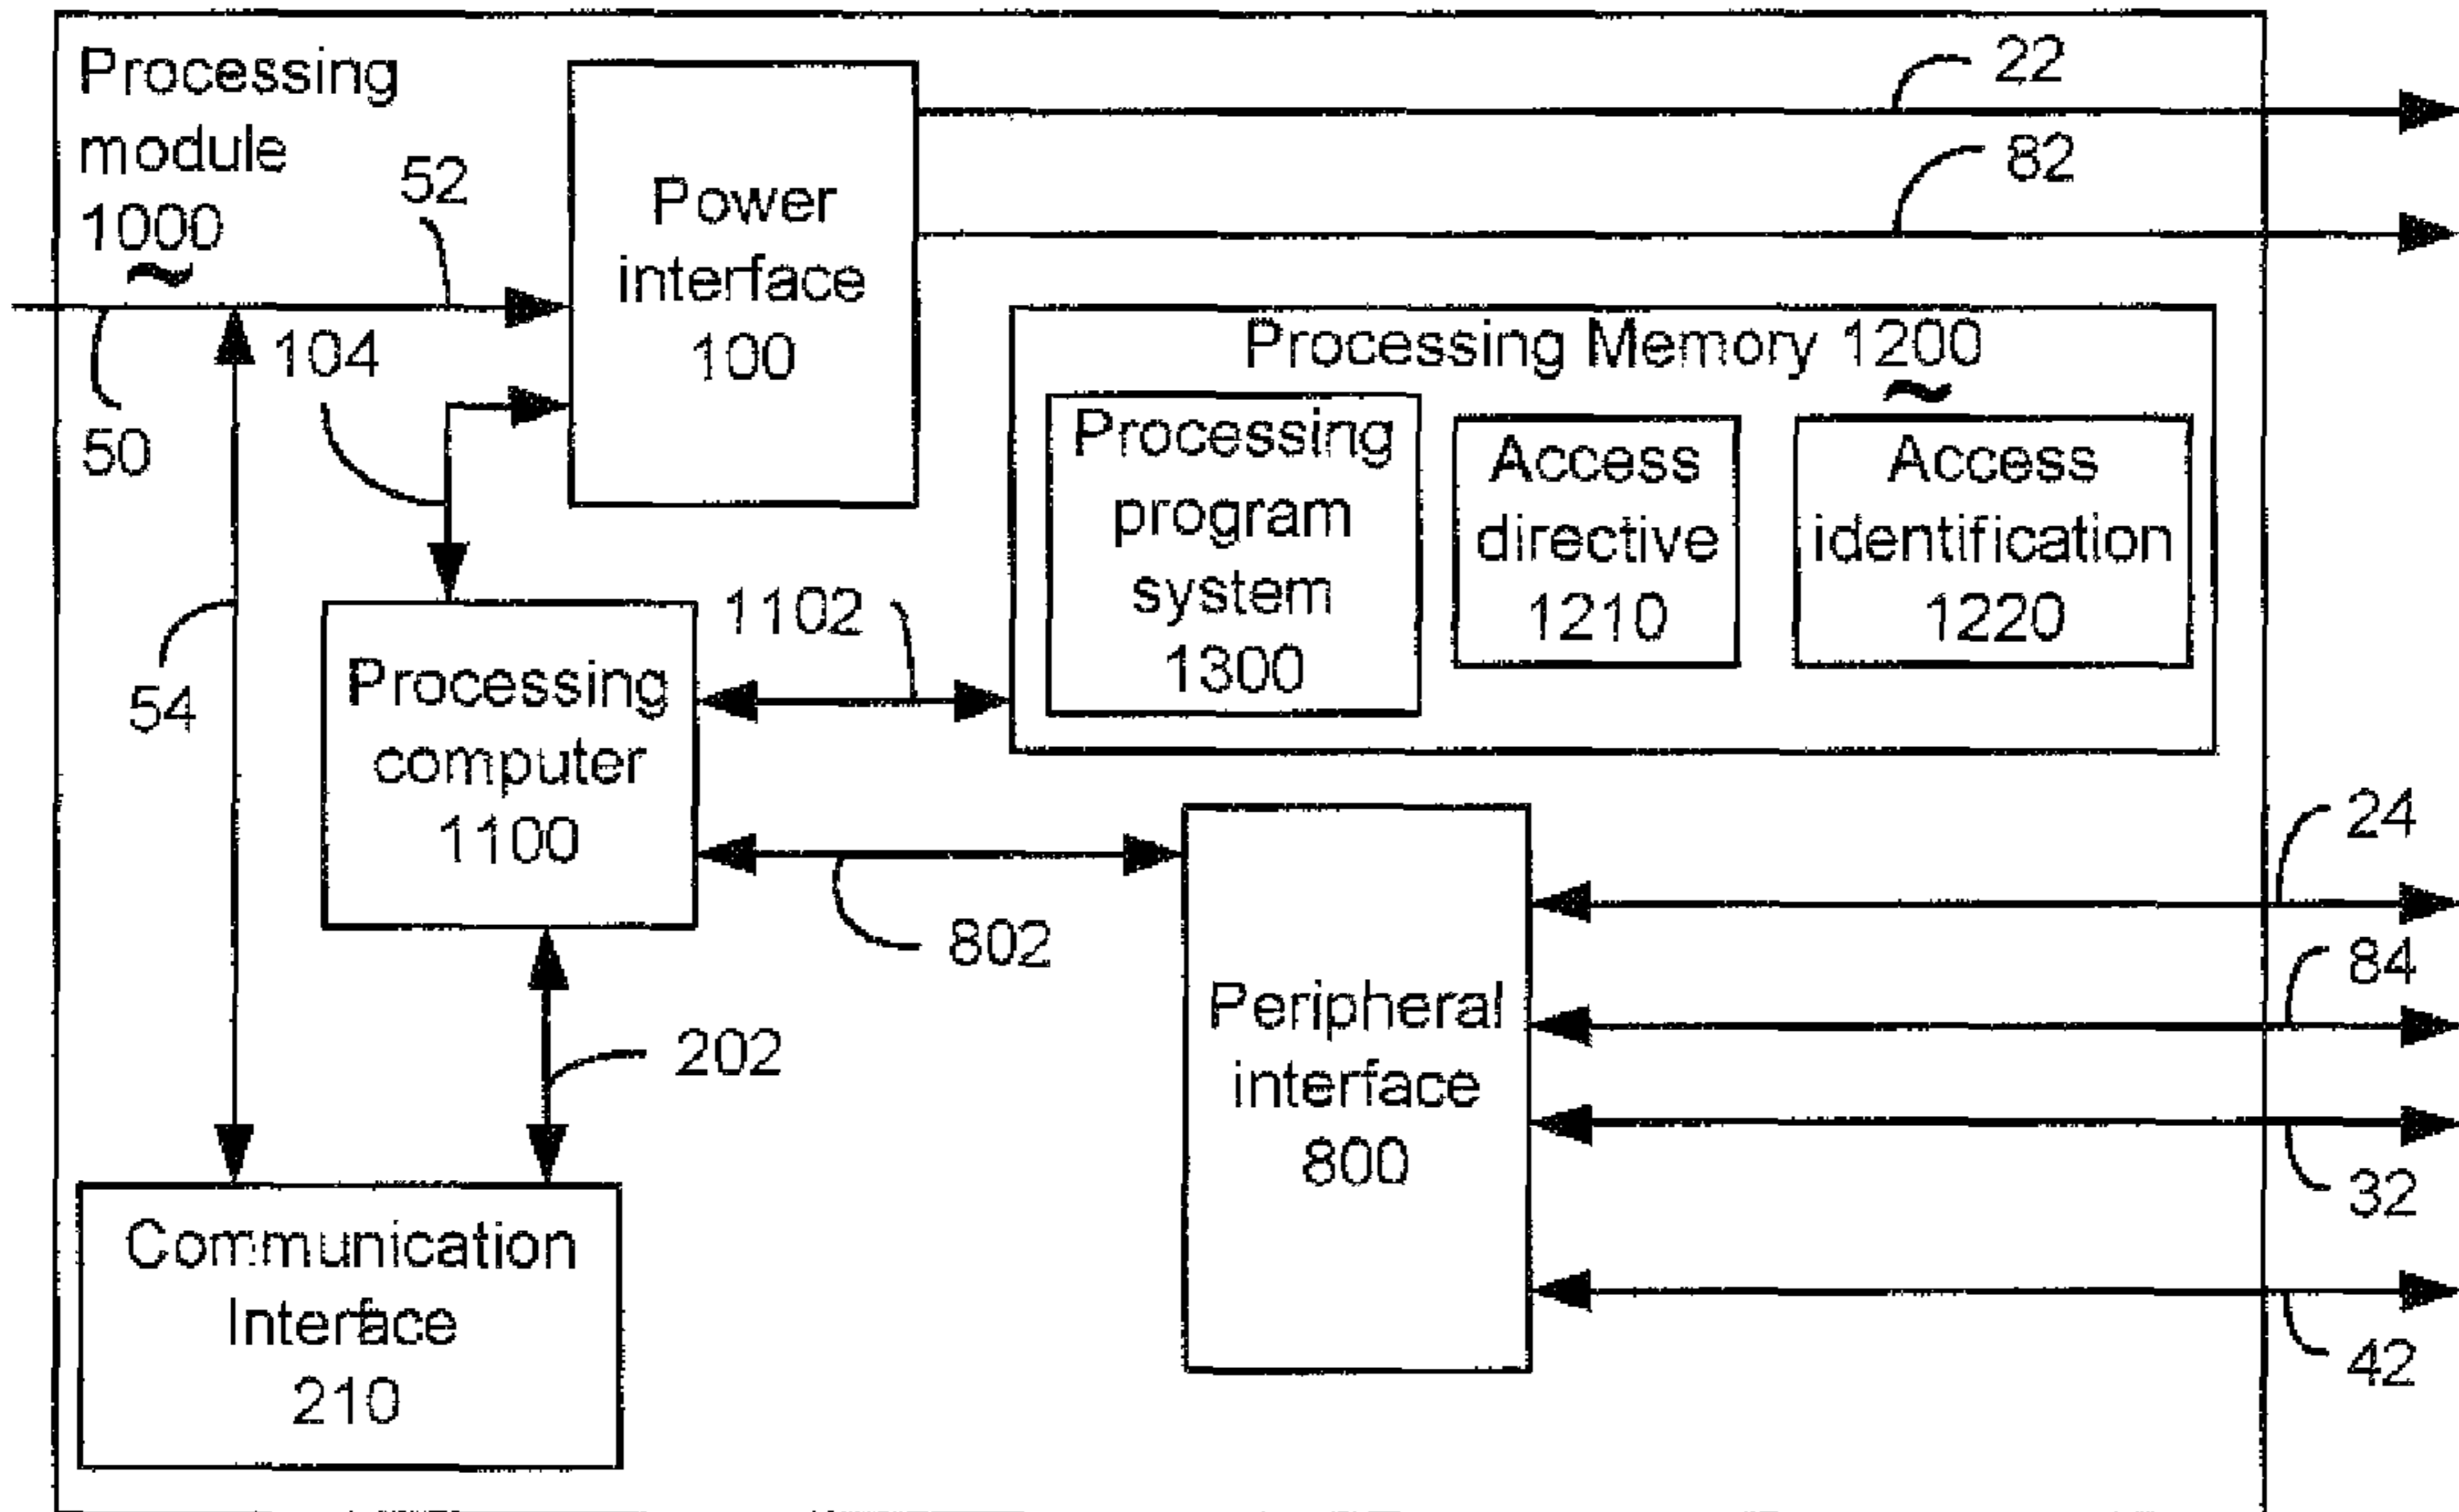 Processing
module
1000
52
50
104
54
Power
interface
100
22
82
Processing Memory 1200
Processing
program
system
1300
Access
directive
1210
Access
identification
1220
1102
Processing
computer
1100
802
202
Communication
Interface
210
Peripheral
interface
800
24
84
32
42